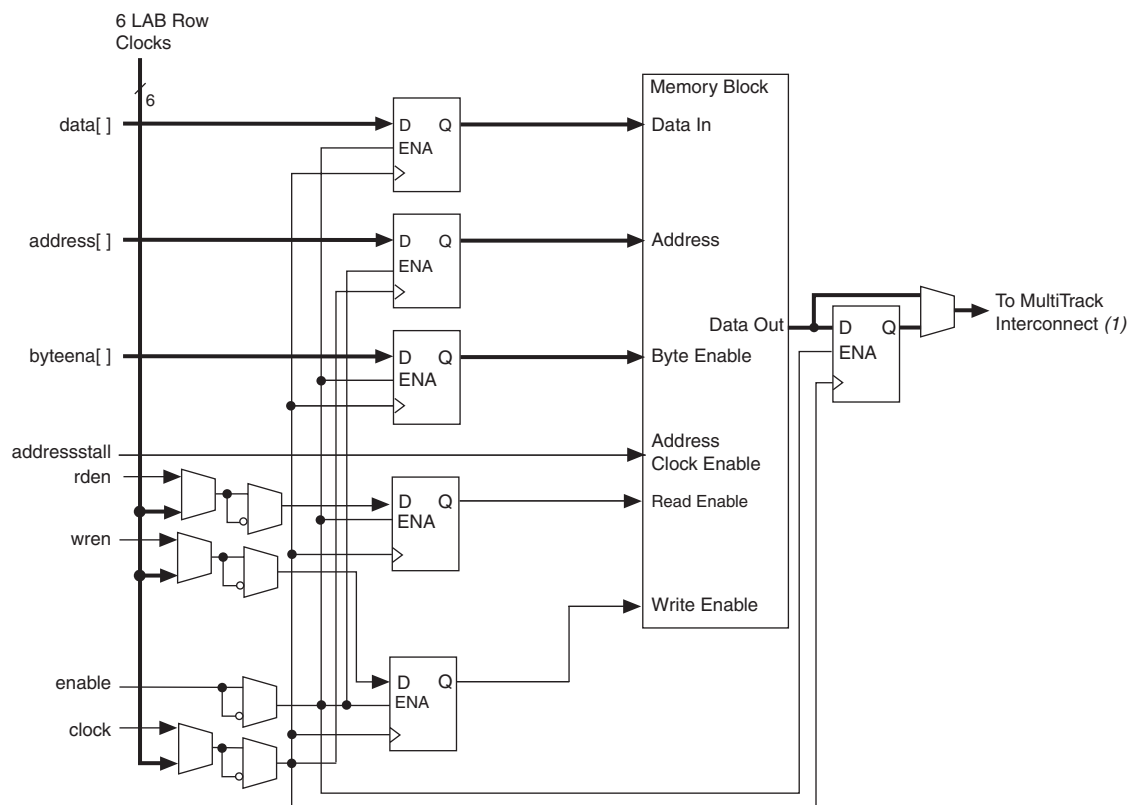 6 LAB Row
Clocks
6
Memory Block
data[ ]
D Q
ENA
Data In
address[ ]
D Q
ENA
Address
Data Out
D Q
ENA
To MultiTrack
Interconnect (1)
byteena[ ]
D Q
ENA
Byte Enable
addressstall
Address
Clock Enable
rden
D Q
ENA
Read Enable
wren
Write Enable
enable
D Q
ENA
clock